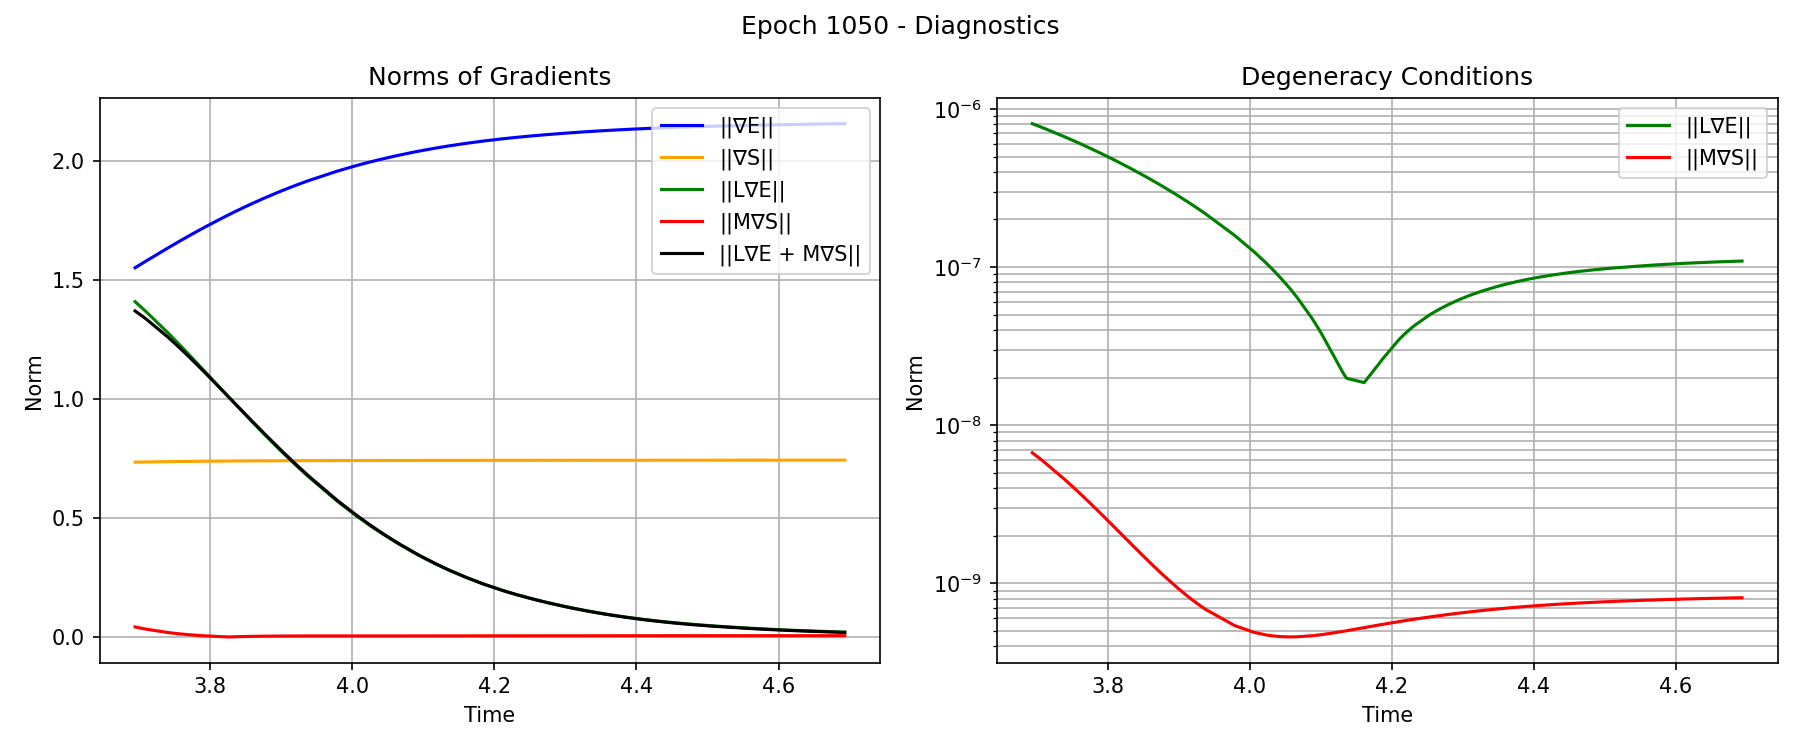 Epoch 1050 - Diagnostics
Norms of Gradients
Norm
2.0
1.5
1.0
0.5
0.0
3.8
4.0
4.2
4.4
4.6
Time
||∇E||
||∇S||
||L∇E||
||M∇S||
||L∇E + M∇S||
Degeneracy Conditions
Norm
10⁻⁶
10⁻⁷
10⁻⁸
10⁻⁹
3.8
4.0
4.2
4.4
4.6
Time
||L∇E||
||M∇S||